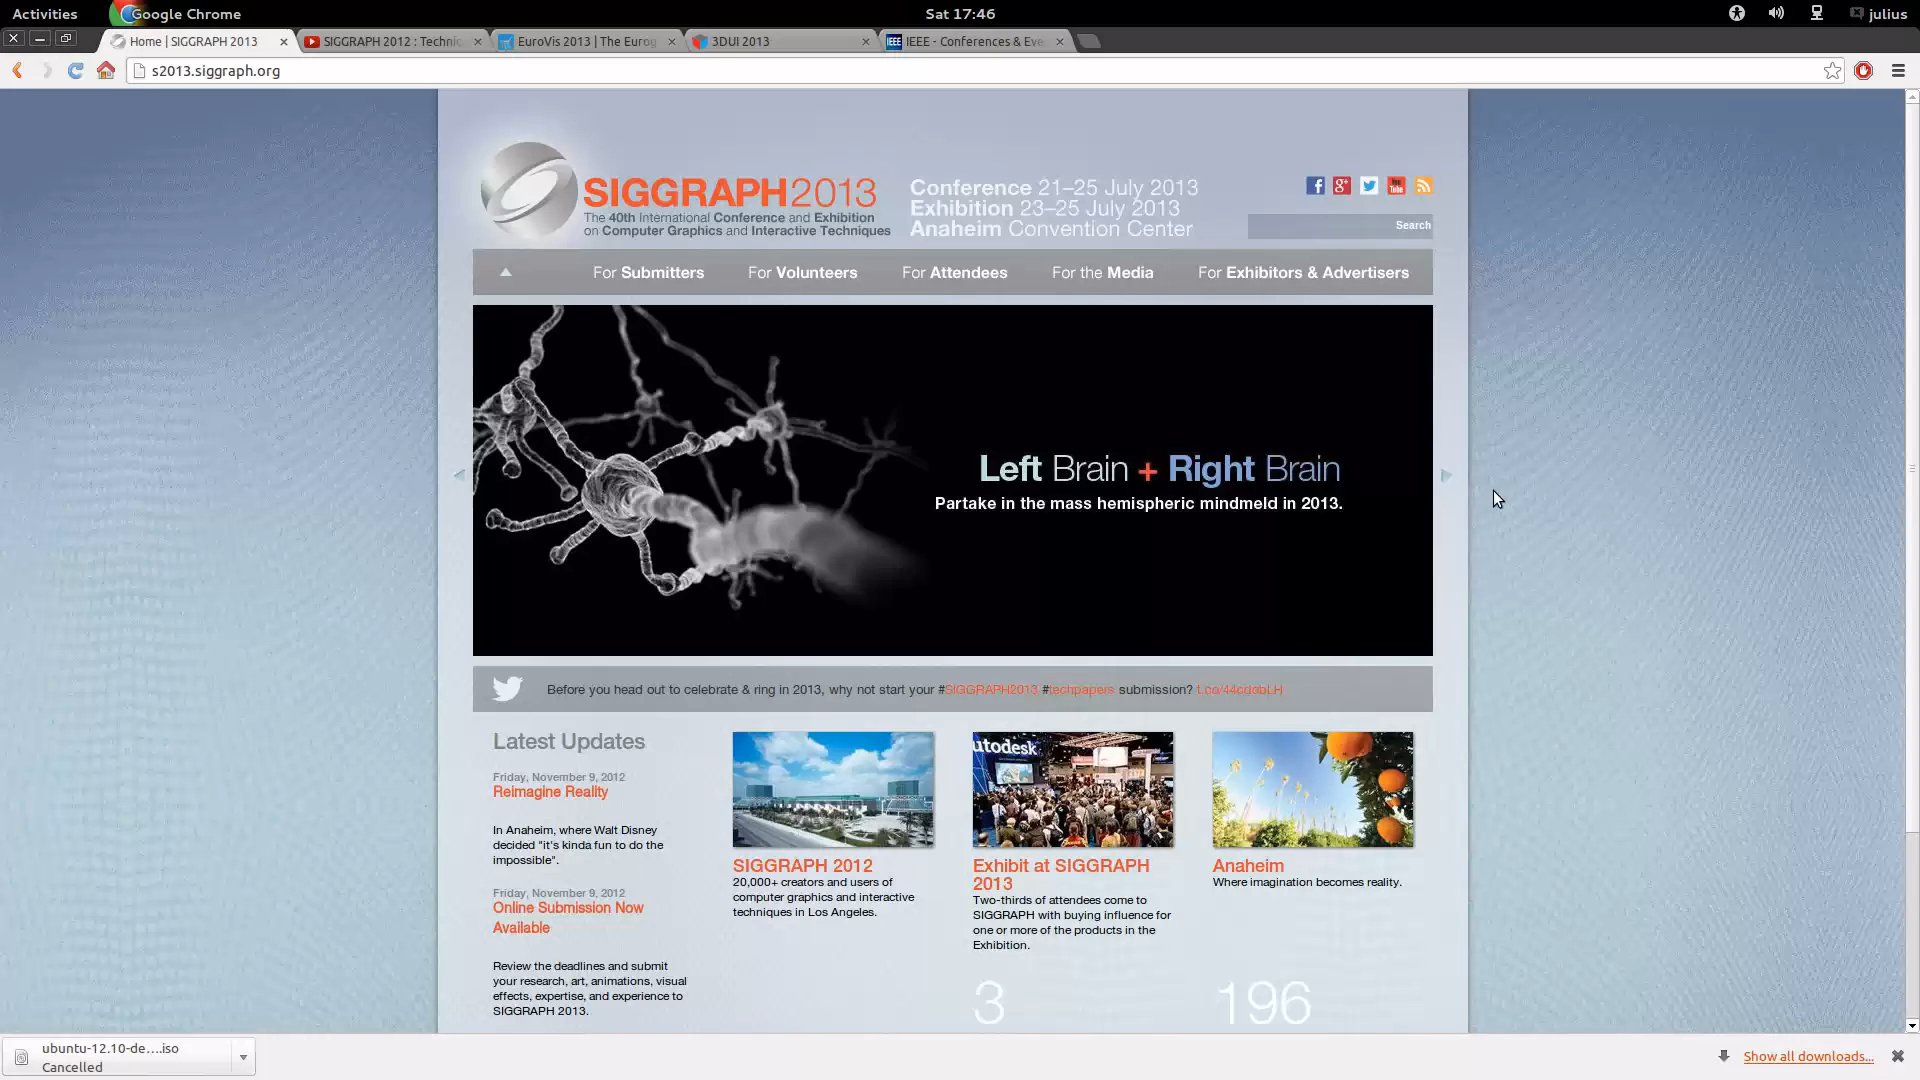 Activities
Google Chrome
Sat 17:46
julius
Home | SIGGRAPH 2013
SIGGRAPH 2012 : Technic
EuroVis 2013 | The Eurog
3DUI 2013
IEEE
IEEE - Conferences & Eve
s2013.siggraph.org
SIGGRAPH2013
The 40th International Conference and Exhibition
on Computer Graphics and Interactive Techniques
Conference 21–25 July 2013
Exhibition 23–25 July 2013
Anaheim Convention Center
Search
For Submitters
For Volunteers
For Attendees
For the Media
For Exhibitors & Advertisers
Left Brain + Right Brain
Partake in the mass hemispheric mindmeld in 2013.
Before you head out to celebrate & ring in 2013, why not start your #SIGGRAPH2013 #techpapers submission?
Latest Updates
Friday, November 9, 2012
Reimagine Reality
In Anaheim, where Walt Disney
decided "it's kinda fun to do the
impossible".
Friday, November 9, 2012
Online Submission Now
Available
Review the deadlines and submit
your research, art, animations, visual
effects, expertise, and experience to
SIGGRAPH 2013.
SIGGRAPH 2012
20,000+ creators and users of
computer graphics and interactive
techniques in Los Angeles.
utodesk
Exhibit at SIGGRAPH
2013
Two-thirds of attendees come to
SIGGRAPH with buying influence for
one or more of the products in the
Exhibition.
3
Anaheim
Where imagination becomes reality.
196
ubuntu-12.10-de....iso
Cancelled
Show all downloads...